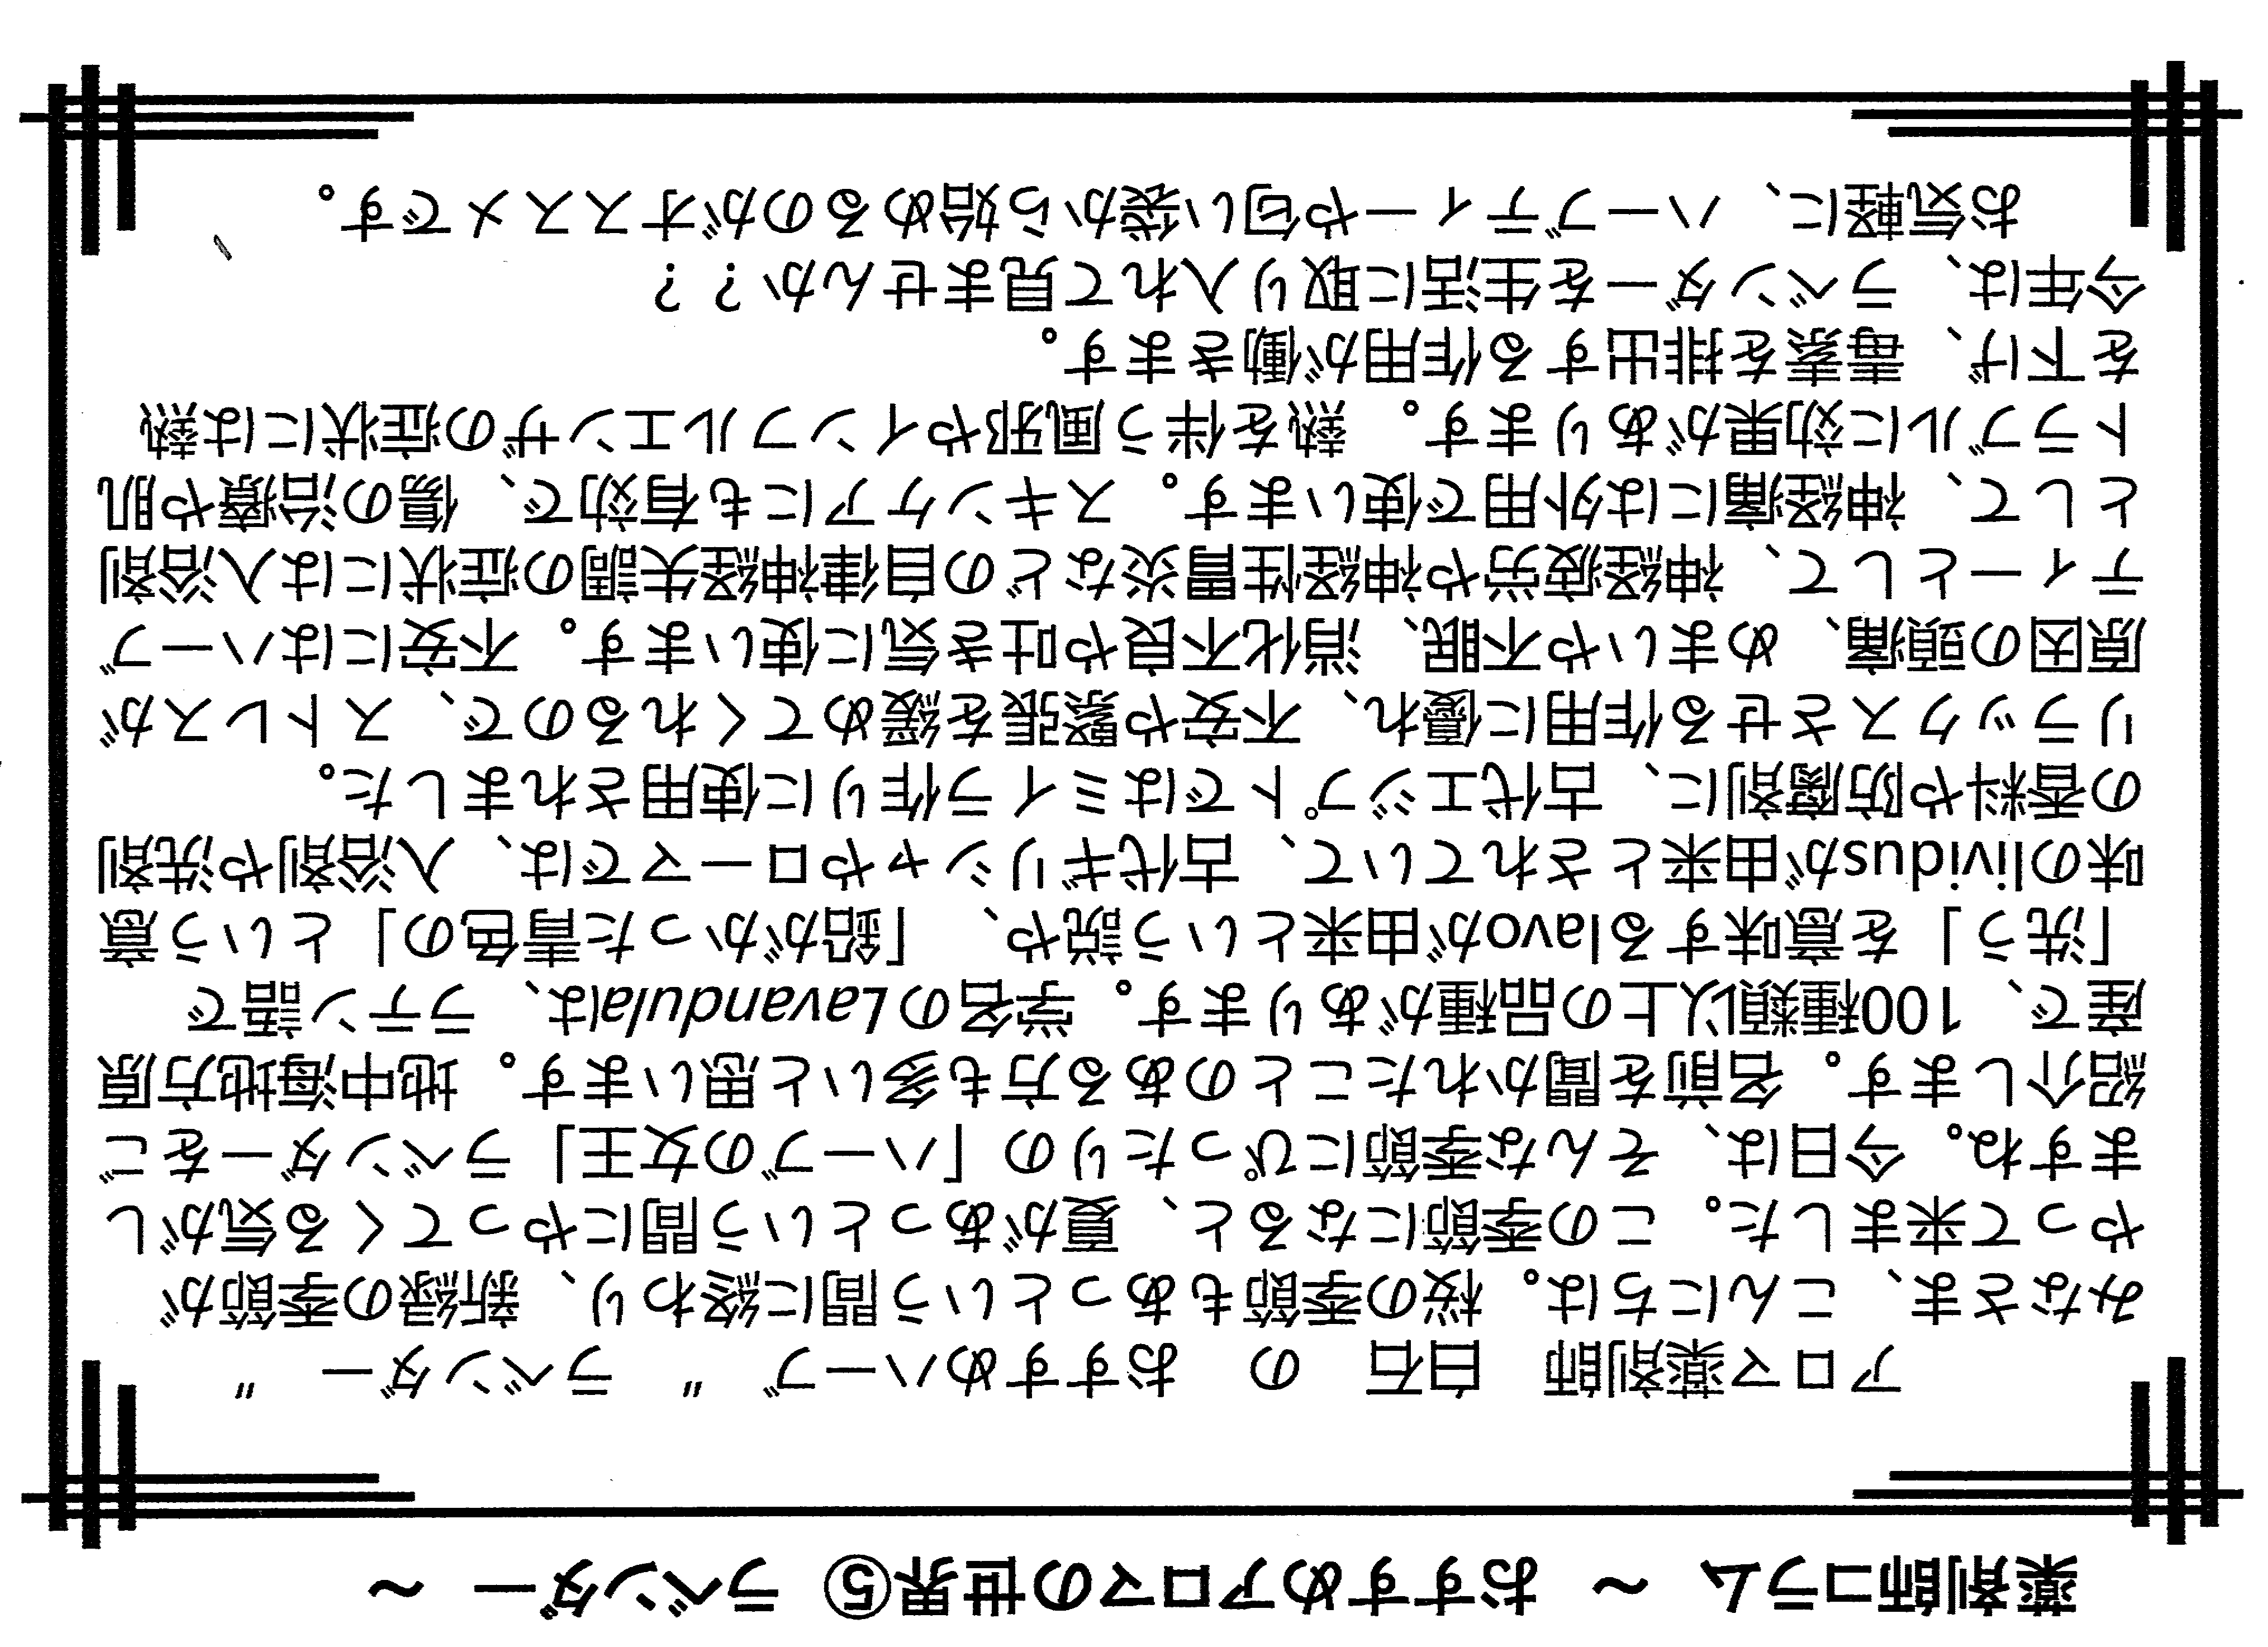 薬剤師コラム ～ おすすめアロマの世界⑤ ラベンダー ～
アロマ薬剤師 白石 の おすすめハーブ " ラベンダー "
みなさま、こんにちは。桜の季節もあっという間に終わり、新緑の季節が
やって来ました。この季節になると、夏があっという間にやってくる気がし
ますね。今日は、そんな季節にぴったりの「ハーブの女王」ラベンダーをご
紹介します。名前を聞かれたことのある方も多いと思います。地中海地方原
産で、100種類以上の品種があります。学名のLavandulaは、ラテン語で
「洗う」を意味するlavoが由来という説や、「鉛がかった青色の」という意
味のlividusが由来とされていて、古代ギリシャやローマでは、入浴剤や洗剤
の香料や防腐剤に、古代エジプトではミイラ作りに使用されました。
リラックスさせる作用に優れ、不安や緊張を緩めてくれるので、ストレスが
原因の頭痛、めまいや不眠、消化不良や吐き気に使います。不安にはハーブ
ティーとして、神経疲労や神経性胃炎などの自律神経失調の症状には入浴剤
として、神経痛には外用で使います。スキンケアにも有効で、傷の治療や肌
トラブルに効果があります。熱を伴う風邪やインフルエンザの症状には熱
を下げ、毒素を排出する作用が働きます。
今年は、ラベンダーを生活に取り入れて見ませんか？？
お気軽に、ハーブティーや匂い袋から始めるのがオススメです。